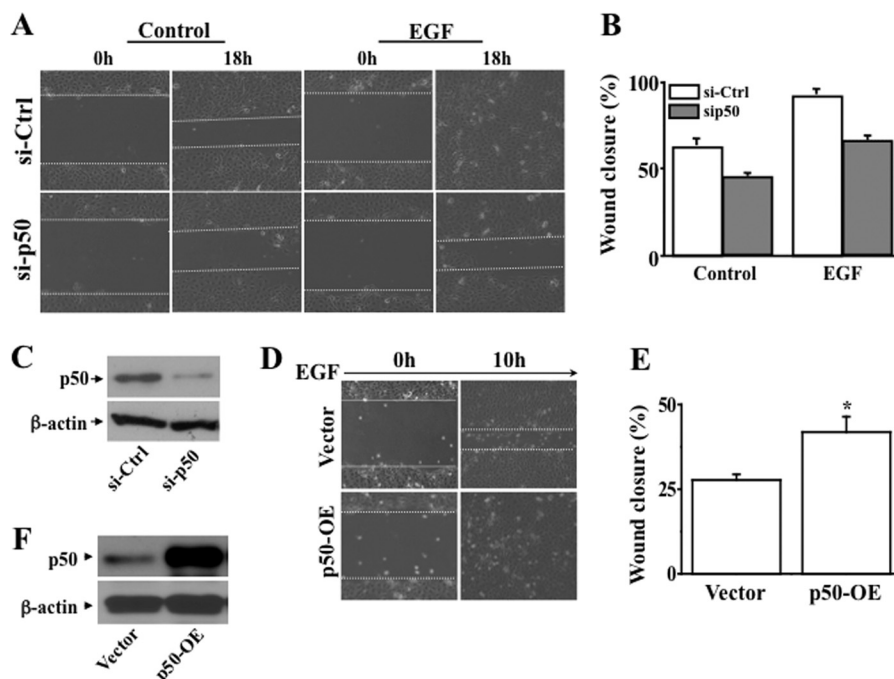 A
Control
EGF
0h
18h
0h
18h
si-Ctrl
si-p50
B
Wound closure (%)
100
50
0
si-Ctrl
sip50
Control
EGF
C
p50
β-actin
si-Ctrl
si-p50
D
EGF
0h
10h
Vector
p50-OE
E
Wound closure (%)
50
25
0
*
Vector
p50-OE
F
p50
β-actin
Vector
p50-OE